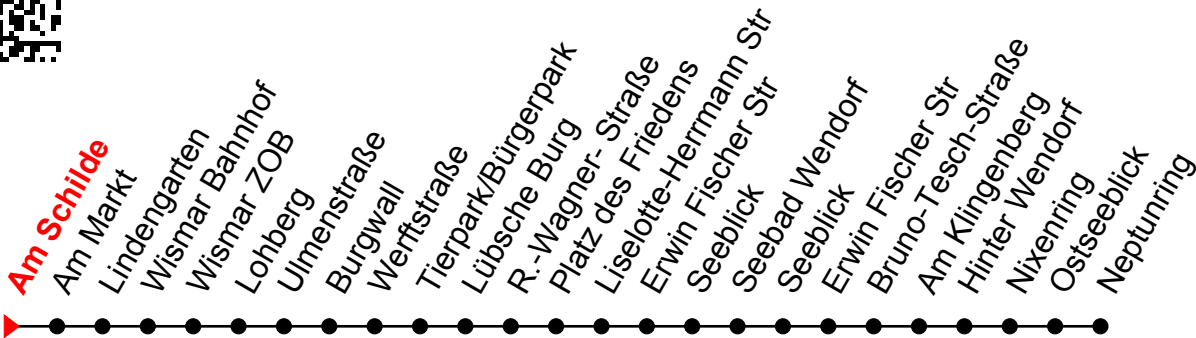 Am Schilde
Am Markt
Lindengarten
Wismar Bahnhof
Wismar ZOB
Lohberg
Ulmenstraße
Burgwall
Werftstraße
Tierpark/Bürgerpark
Lübsche Burg
R.-Wagner- Straße
Platz des Friedens
Liselotte-Herrmann Str
Erwin Fischer Str
Seeblick
Seebad Wendorf
Seeblick
Erwin Fischer Str
Bruno-Tesch-Straße
Am Klingenberg
Hinter Wendorf
Nixenring
Ostseeblick
Neptunring